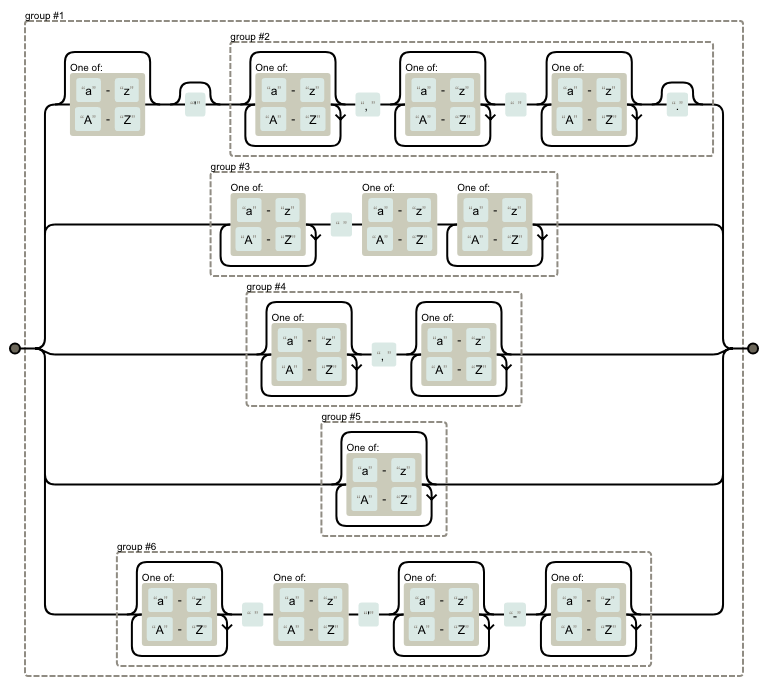 group #1
group #2
One of: One of: One of: One of:
“a” - “z” “a” - “z” “a” - “z” “a” - “z”
“'” “, ” “ ” “.”
“A” - “Z” “A” - “Z” “A” - “Z” “A” - “Z”
group #3
One of: One of: One of:
“a” - “z” “a” - “z” “a” - “z”
“ ”
“A” - “Z” “A” - “Z” “A” - “Z”
group #4
One of: One of:
“a” - “z” “a” - “z”
“, ”
“A” - “Z” “A” - “Z”
group #5
One of:
“a” - “z”
“A” - “Z”
group #6
One of: One of: One of: One of:
“a” - “z” “a” - “z” “a” - “z” “a” - “z”
“ ” “'” “-”
“A” - “Z” “A” - “Z” “A” - “Z” “A” - “Z”